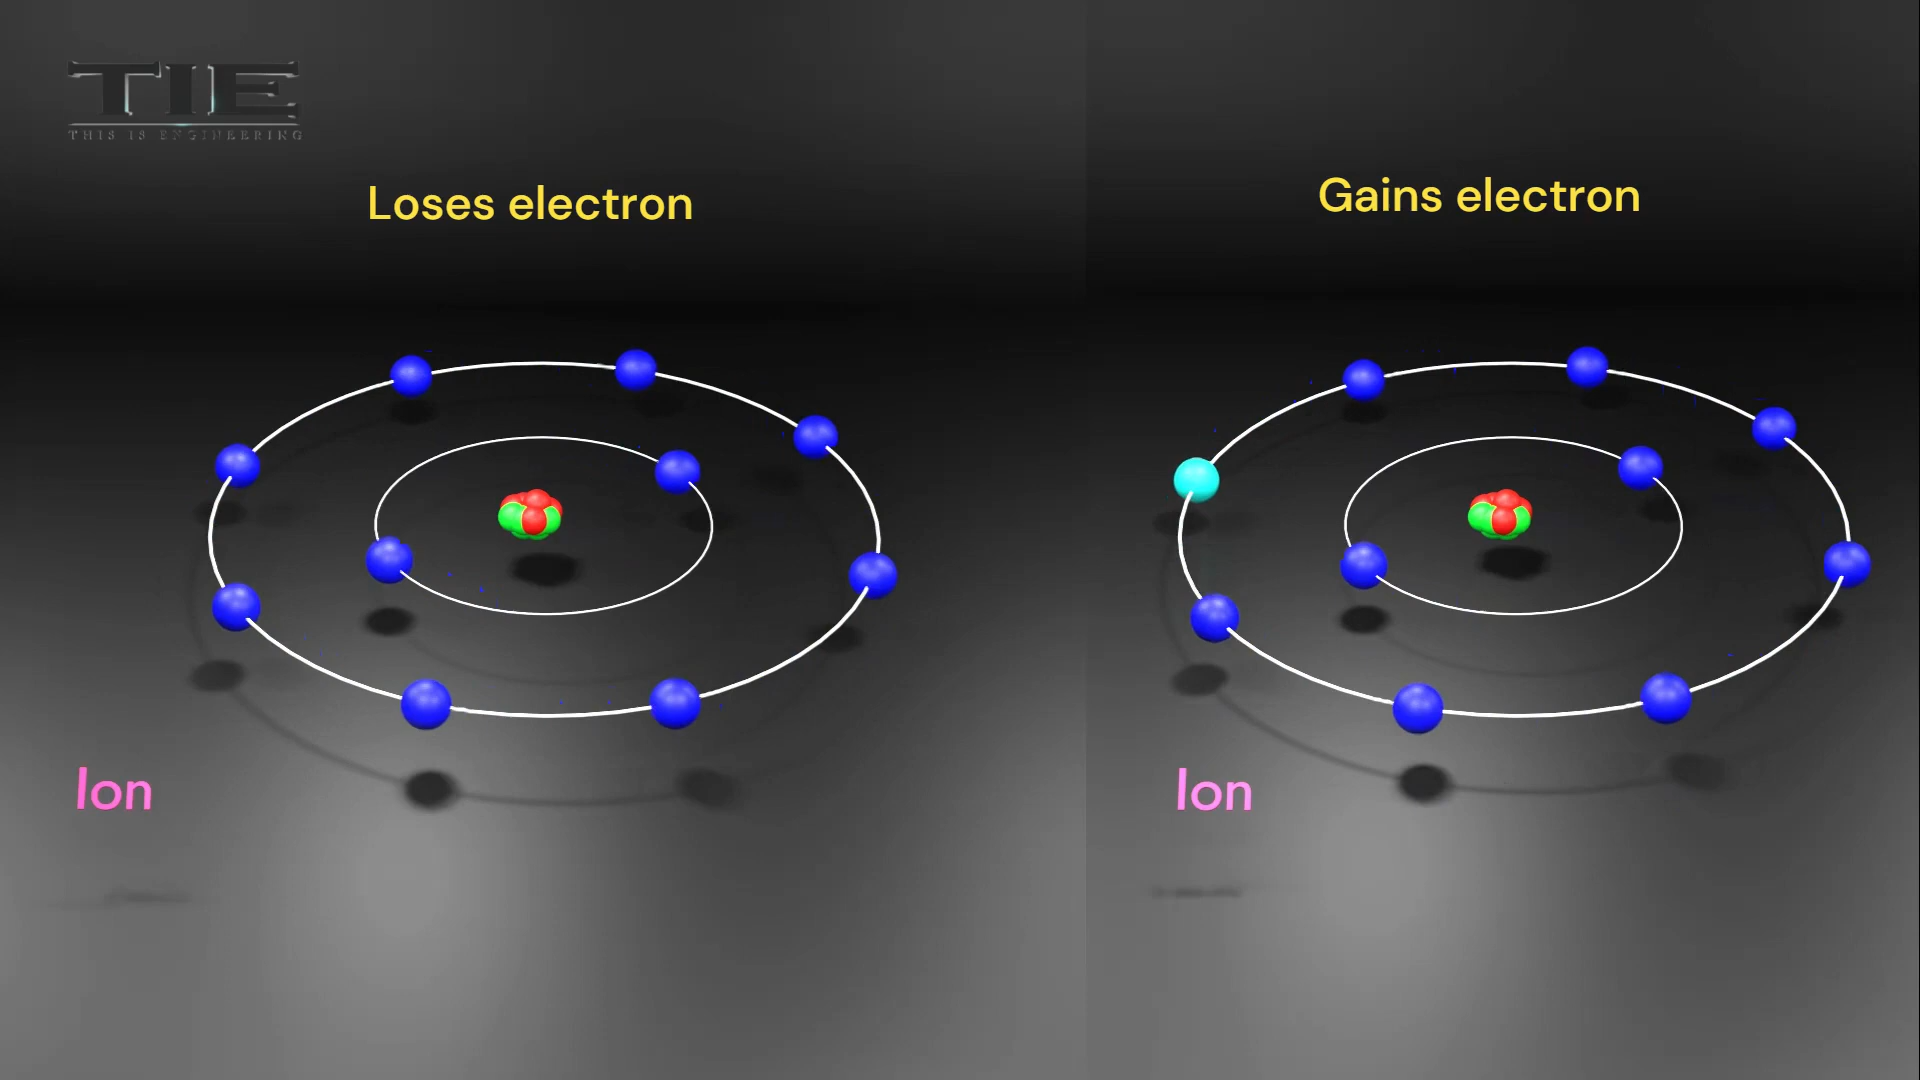 TIE
THIS IS ENGINEERING
Loses electron
Gains electron
Ion
Ion